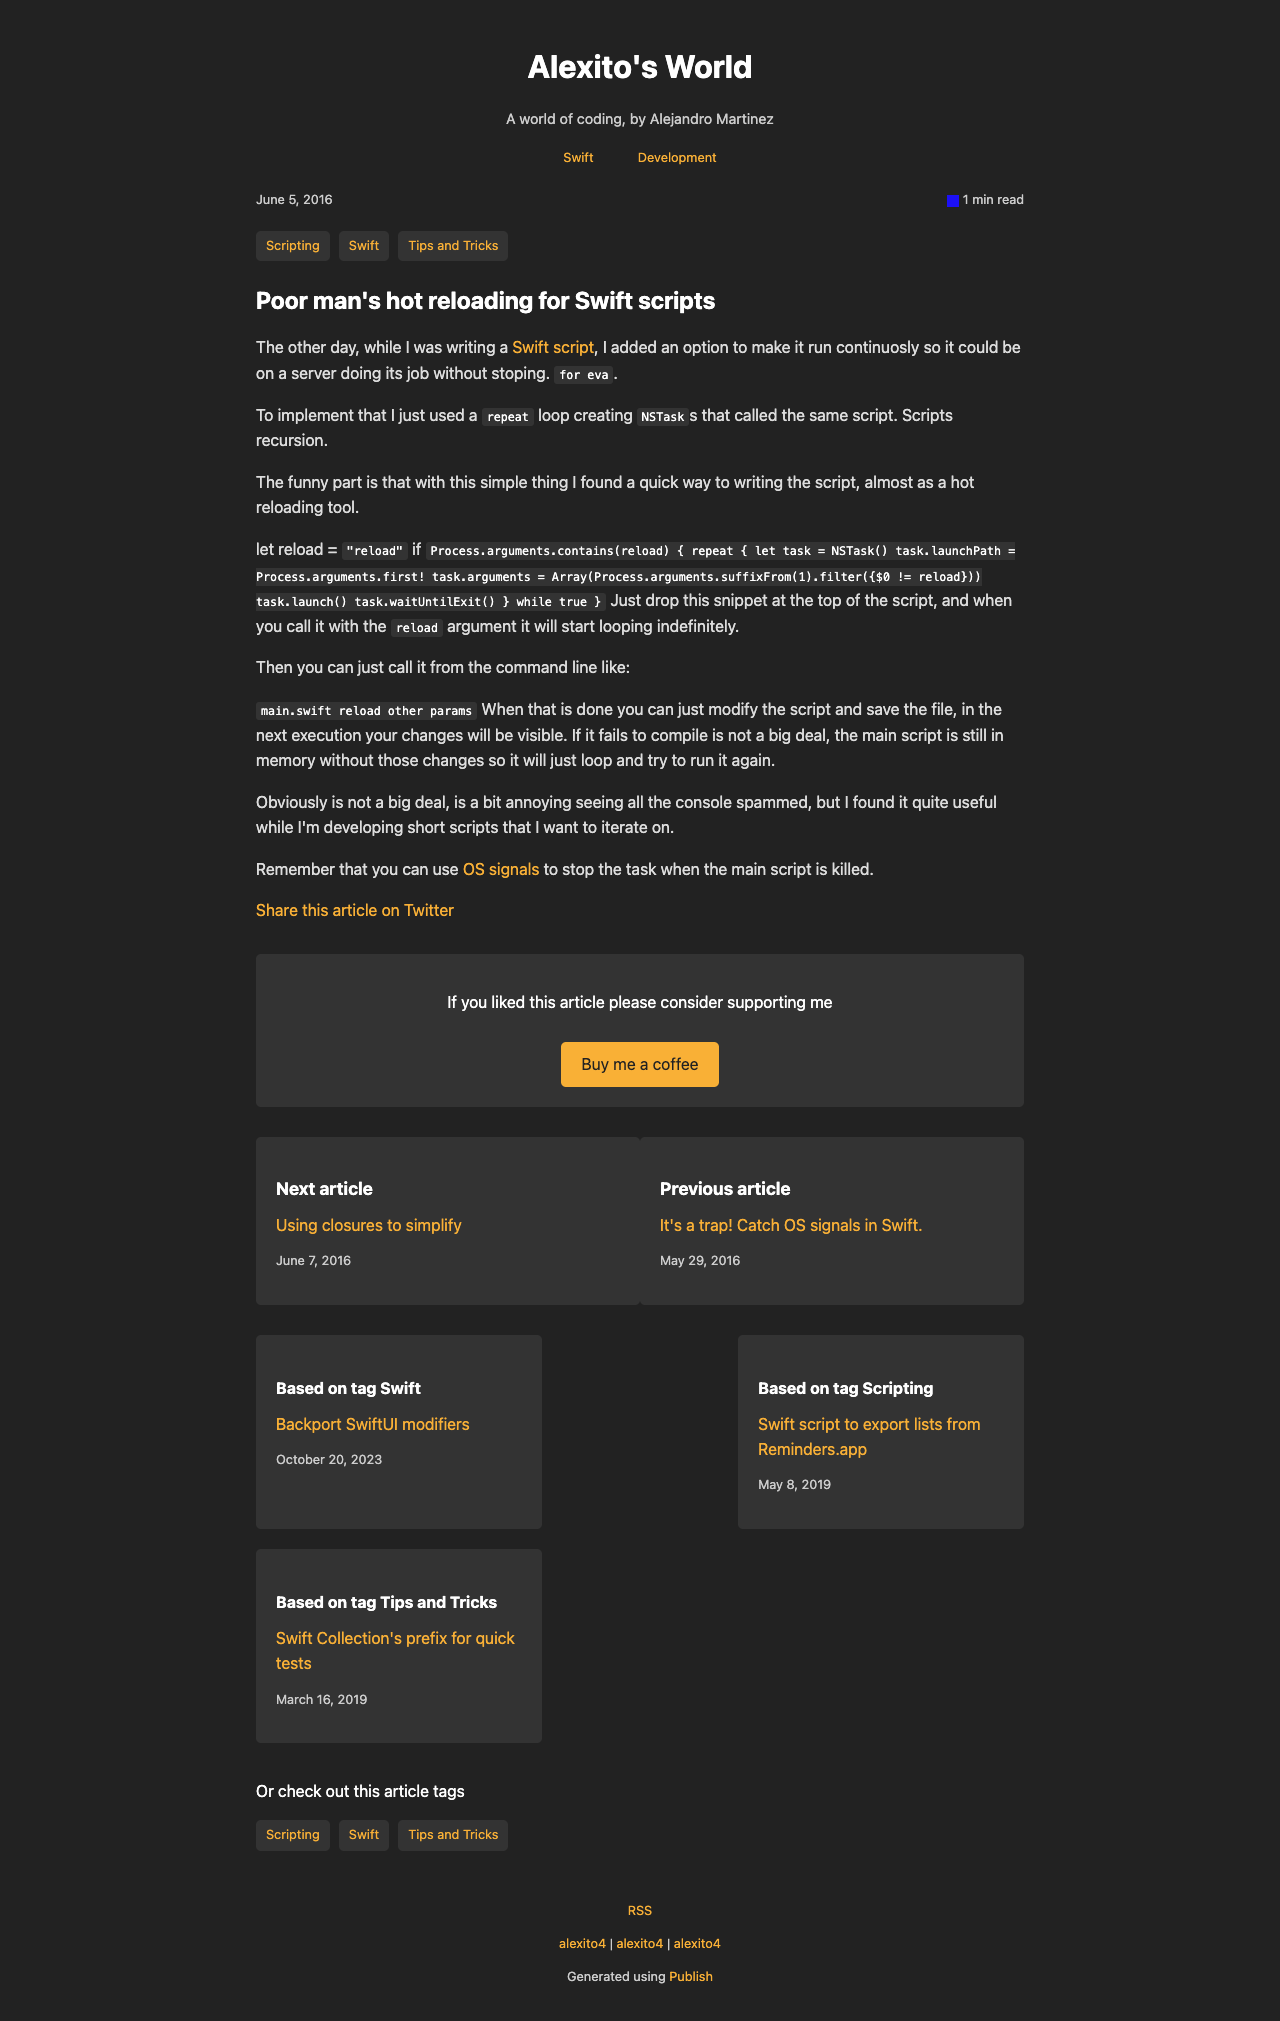 Alexito's World
A world of coding, by Alejandro Martinez
Swift Development
June 5, 2016
1 min read
Scripting Swift Tips and Tricks
Poor man's hot reloading for Swift scripts
The other day, while I was writing a Swift script, I added an option to make it run continuosly so it could be
on a server doing its job without stoping. for eva.
To implement that I just used a repeat loop creating NSTasks that called the same script. Scripts
recursion.
The funny part is that with this simple thing I found a quick way to writing the script, almost as a hot
reloading tool.
let reload = "reload" if Process.arguments.contains(reload) { repeat { let task = NSTask() task.launchPath =
Process.arguments.first! task.arguments = Array(Process.arguments.suffixFrom(1).filter({$0 != reload}))
task.launch() task.waitUntilExit() } while true } Just drop this snippet at the top of the script, and when
you call it with the reload argument it will start looping indefinitely.
Then you can just call it from the command line like:
main.swift reload other params When that is done you can just modify the script and save the file, in the
next execution your changes will be visible. If it fails to compile is not a big deal, the main script is still in
memory without those changes so it will just loop and try to run it again.
Obviously is not a big deal, is a bit annoying seeing all the console spammed, but I found it quite useful
while I'm developing short scripts that I want to iterate on.
Remember that you can use OS signals to stop the task when the main script is killed.
Share this article on Twitter
If you liked this article please consider supporting me
Buy me a coffee
Next article
Using closures to simplify
June 7, 2016
Previous article
It's a trap! Catch OS signals in Swift.
May 29, 2016
Based on tag Swift
Backport SwiftUI modifiers
October 20, 2023
Based on tag Scripting
Swift script to export lists from
Reminders.app
May 8, 2019
Based on tag Tips and Tricks
Swift Collection's prefix for quick
tests
March 16, 2019
Or check out this article tags
Scripting Swift Tips and Tricks
RSS
alexito4 | alexito4 | alexito4
Generated using Publish